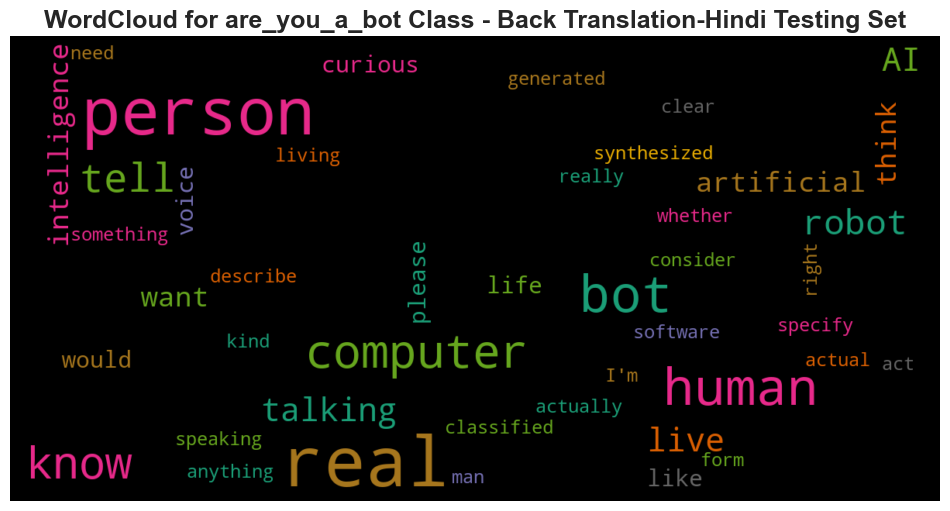 WordCloud for are_you_a_bot Class - Back Translation-Hindi Testing Set
need
curious
generated
AI
intelligence
person
clear
think
living
synthesized
tell
voice
really
artificial
something
whether
robot
please
consider
right
describe
want
life
bot
software
specify
kind
would
computer
I'm
actual
act
human
talking
actually
classified
speaking
live
know
anything
real
man
form
like